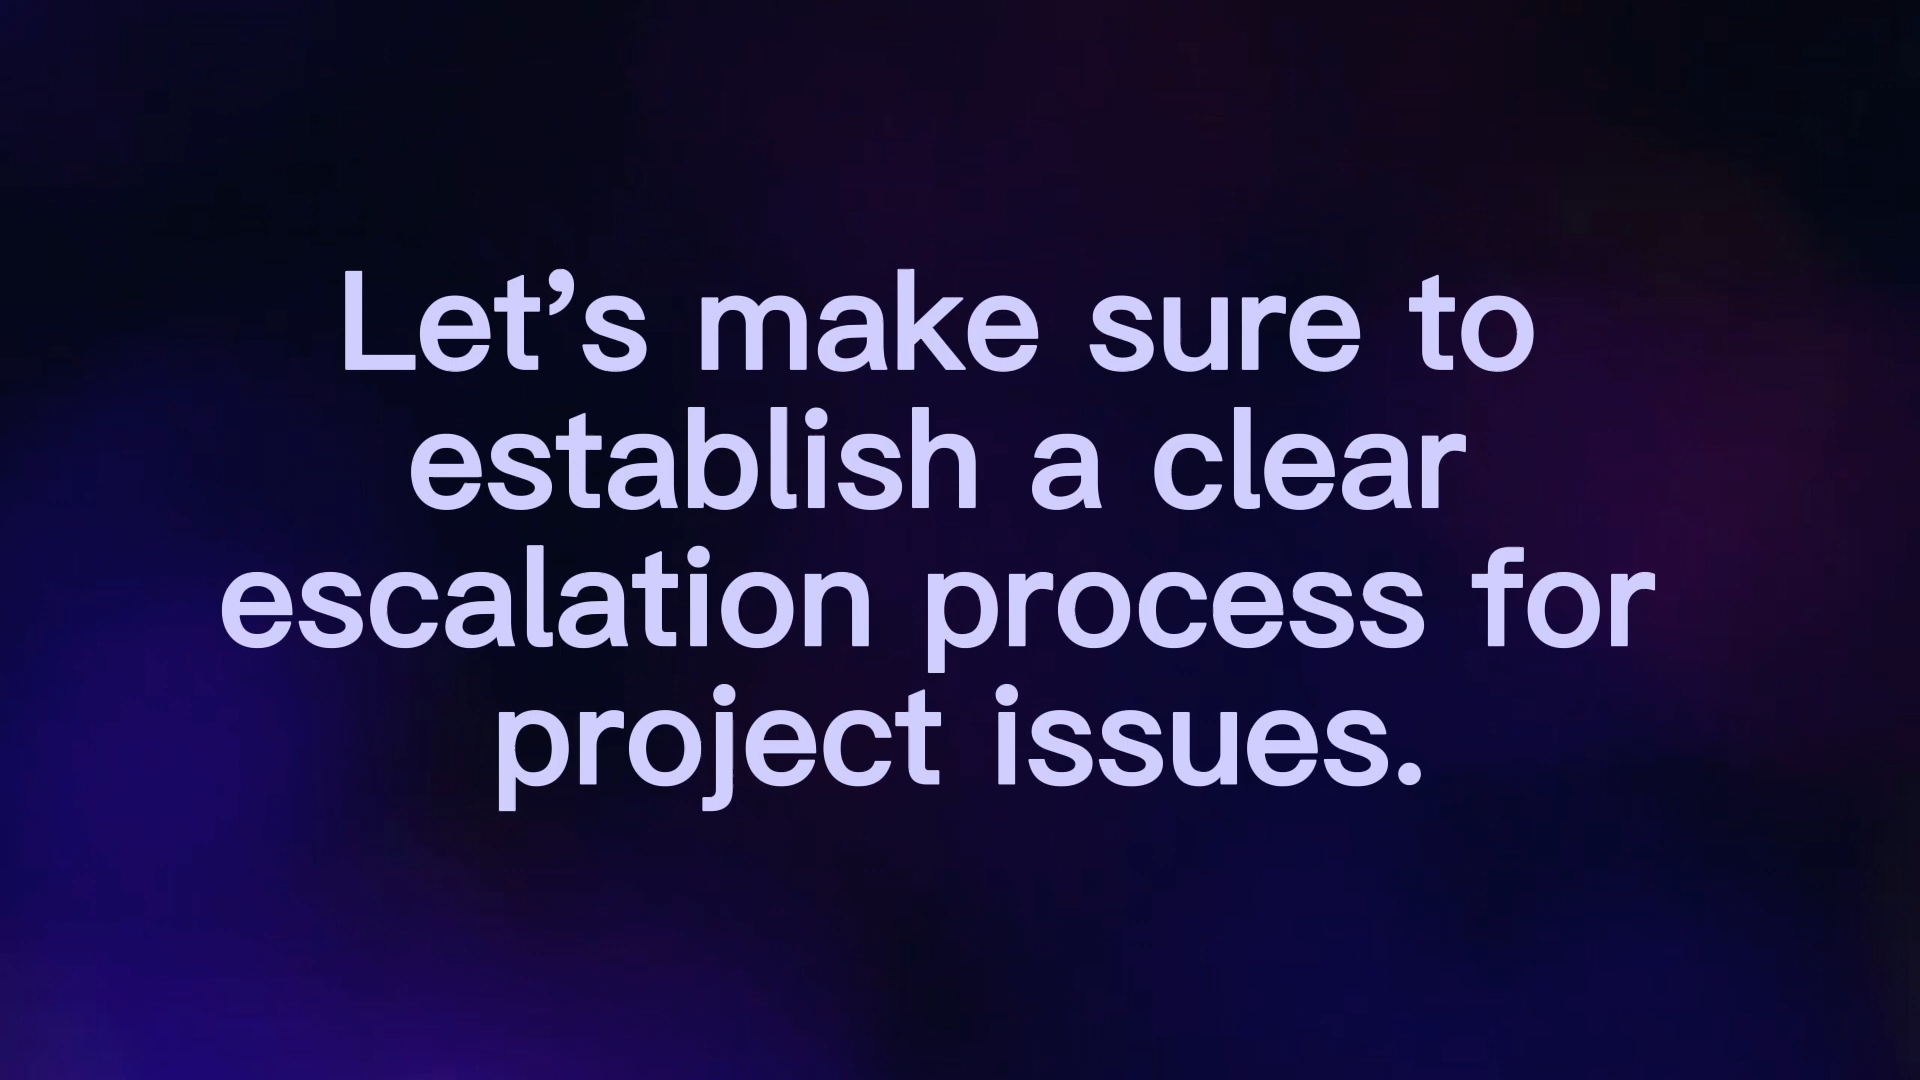 Let’s make sure to
establish a clear
escalation process for
project issues.